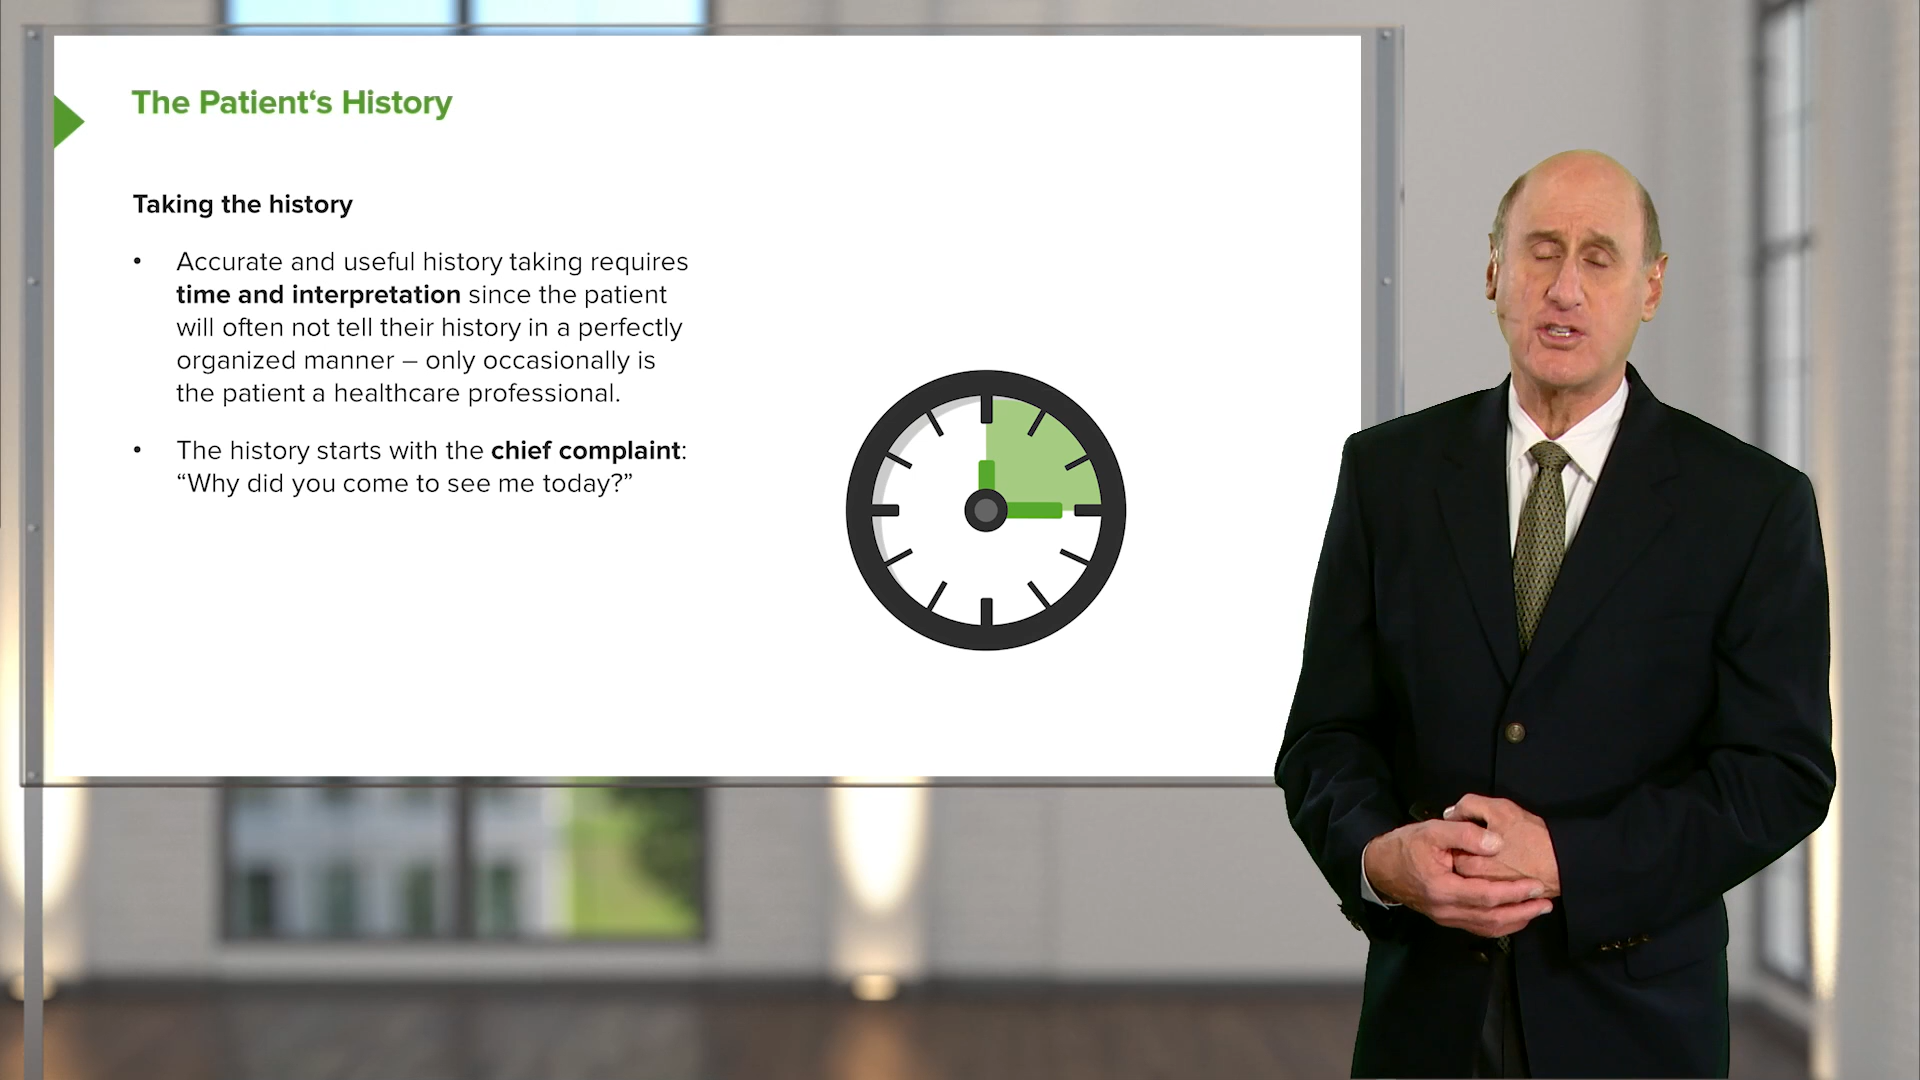 The Patient‘s History
Taking the history
• Accurate and useful history taking requires
time and interpretation since the patient
will often not tell their history in a perfectly
organized manner – only occasionally is
the patient a healthcare professional.
• The history starts with the chief complaint:
“Why did you come to see me today?”